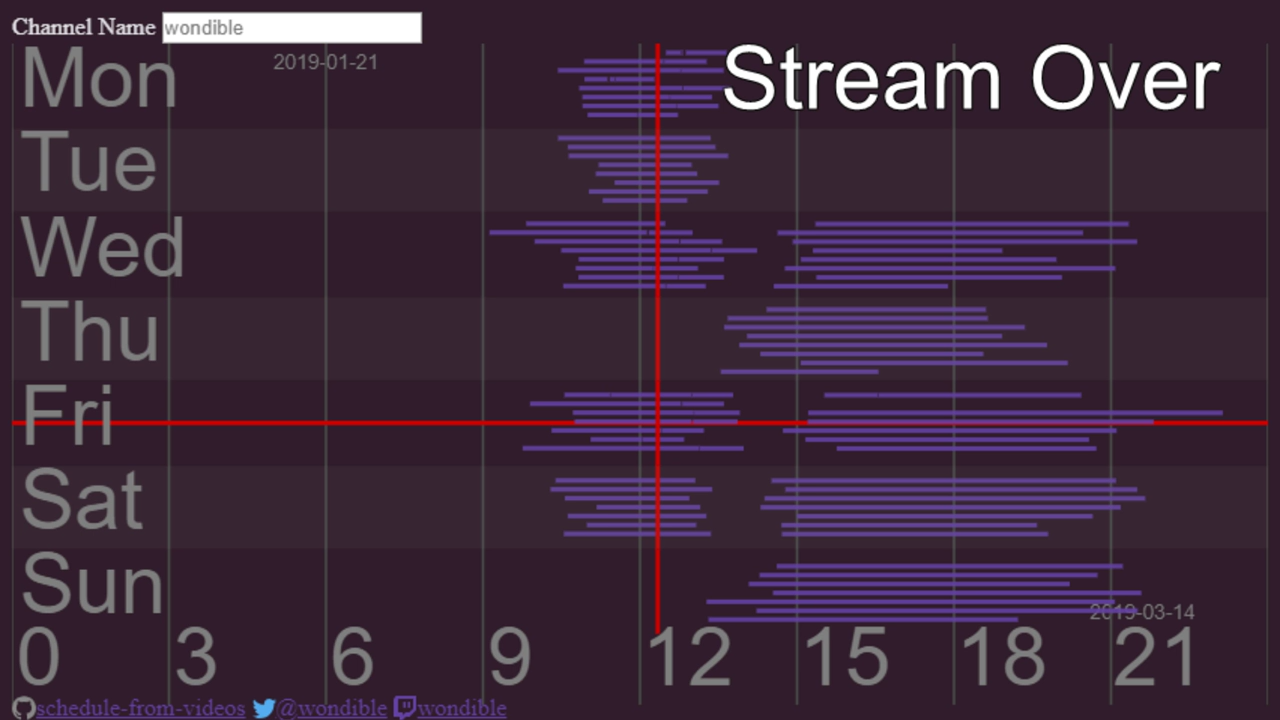 Channel Name wondible
Mon 2019-01-21 Stream Over
Tue
Wed
Thu
Fri
Sat
Sun
2019-03-14
0 3 6 9 12 15 18 21
schedule-from-videos @wondible wondible